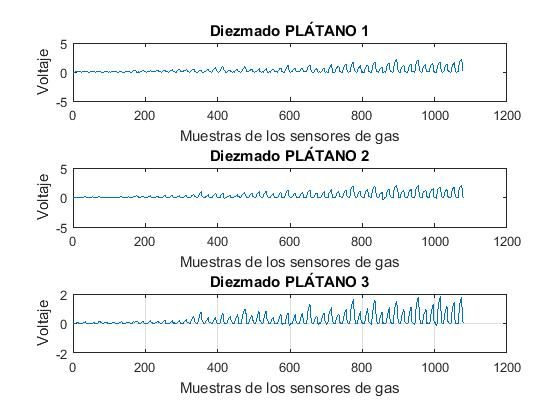 Diezmado PLÁTANO 1
5
0
-5
Voltaje
0 200 400 600 800 1000 1200
Muestras de los sensores de gas
Diezmado PLÁTANO 2
5
0
-5
Voltaje
0 200 400 600 800 1000 1200
Muestras de los sensores de gas
Diezmado PLÁTANO 3
2
0
-2
Voltaje
0 200 400 600 800 1000 1200
Muestras de los sensores de gas